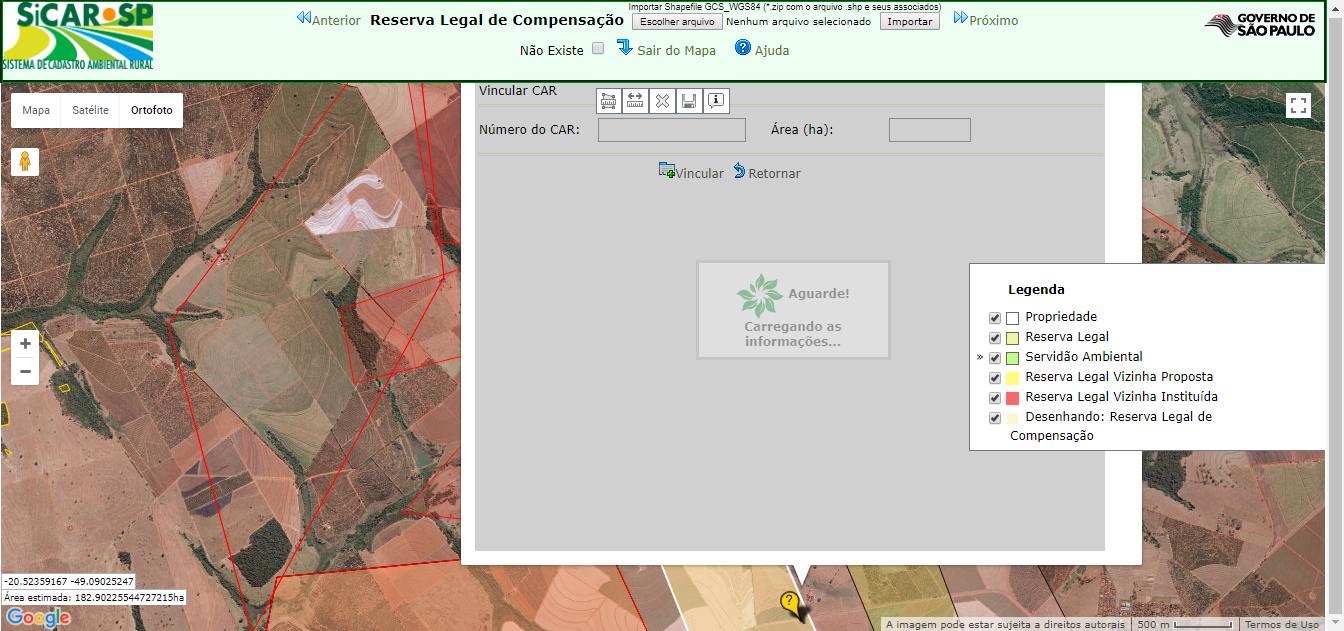 SiCAR SP
SISTEMA DE CADASTRO AMBIENTAL RURAL
Anterior
Reserva Legal de Compensação
Importar Shapefile GCS_WGS84 (*.zip com o arquivo .shp e seus associados)
Escolher arquivo Nenhum arquivo selecionado Importar
Próximo
GOVERNO DE
SÃO PAULO
Não Existe Sair do Mapa ? Ajuda
Mapa Satélite Ortofoto
Vincular CAR
Número do CAR: Área (ha):
Vincular Retornar
Aguarde!
Carregando as
informações...
Legenda
Propriedade
Reserva Legal
» Servidão Ambiental
Reserva Legal Vizinha Proposta
Reserva Legal Vizinha Instituída
Desenhando: Reserva Legal de
Compensação
+
−
-20.52359167 -49.09025247
Área estimada: 182.90225544727215ha
Google
?
A imagem pode estar sujeita a direitos autorais 500 m Termos de Uso